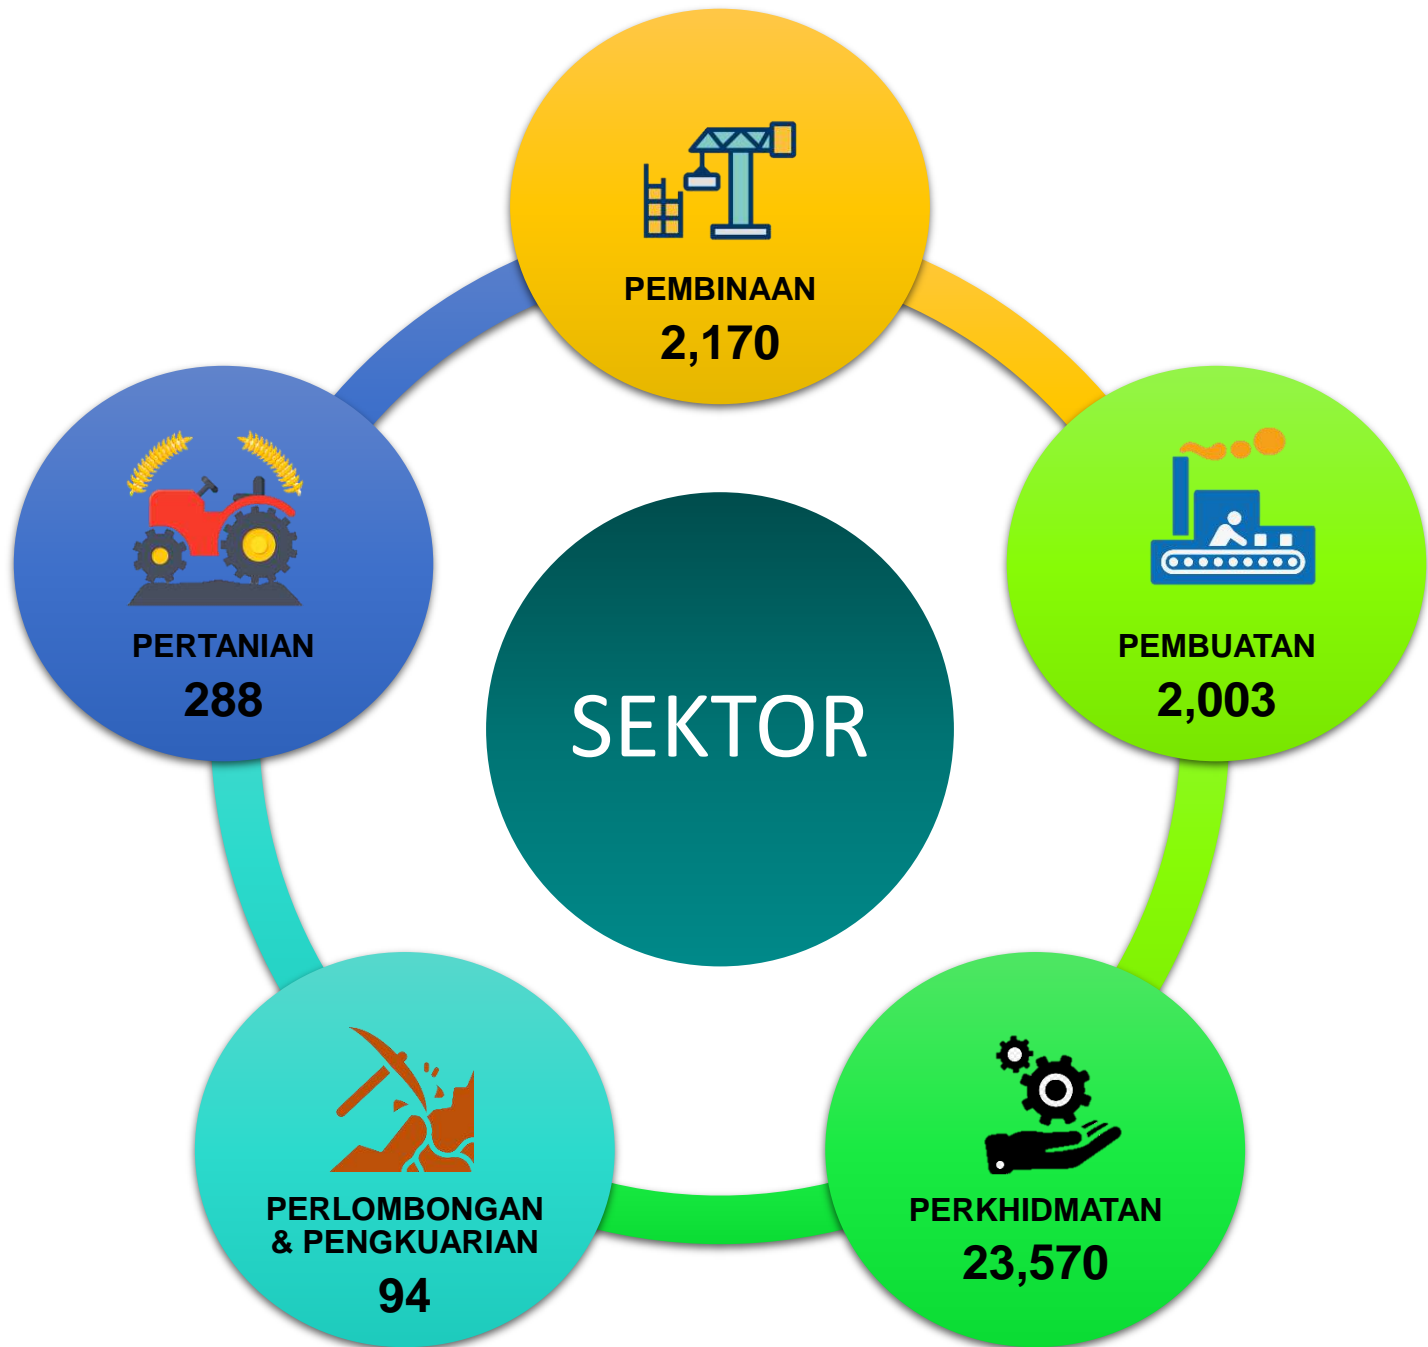 PEMBINAAN
2,170
PEMBUATAN
2,003
PERKHIDMATAN
23,570
PERLOMBONGAN
& PENGKUARIAN
94
PERTANIAN
288
SEKTOR